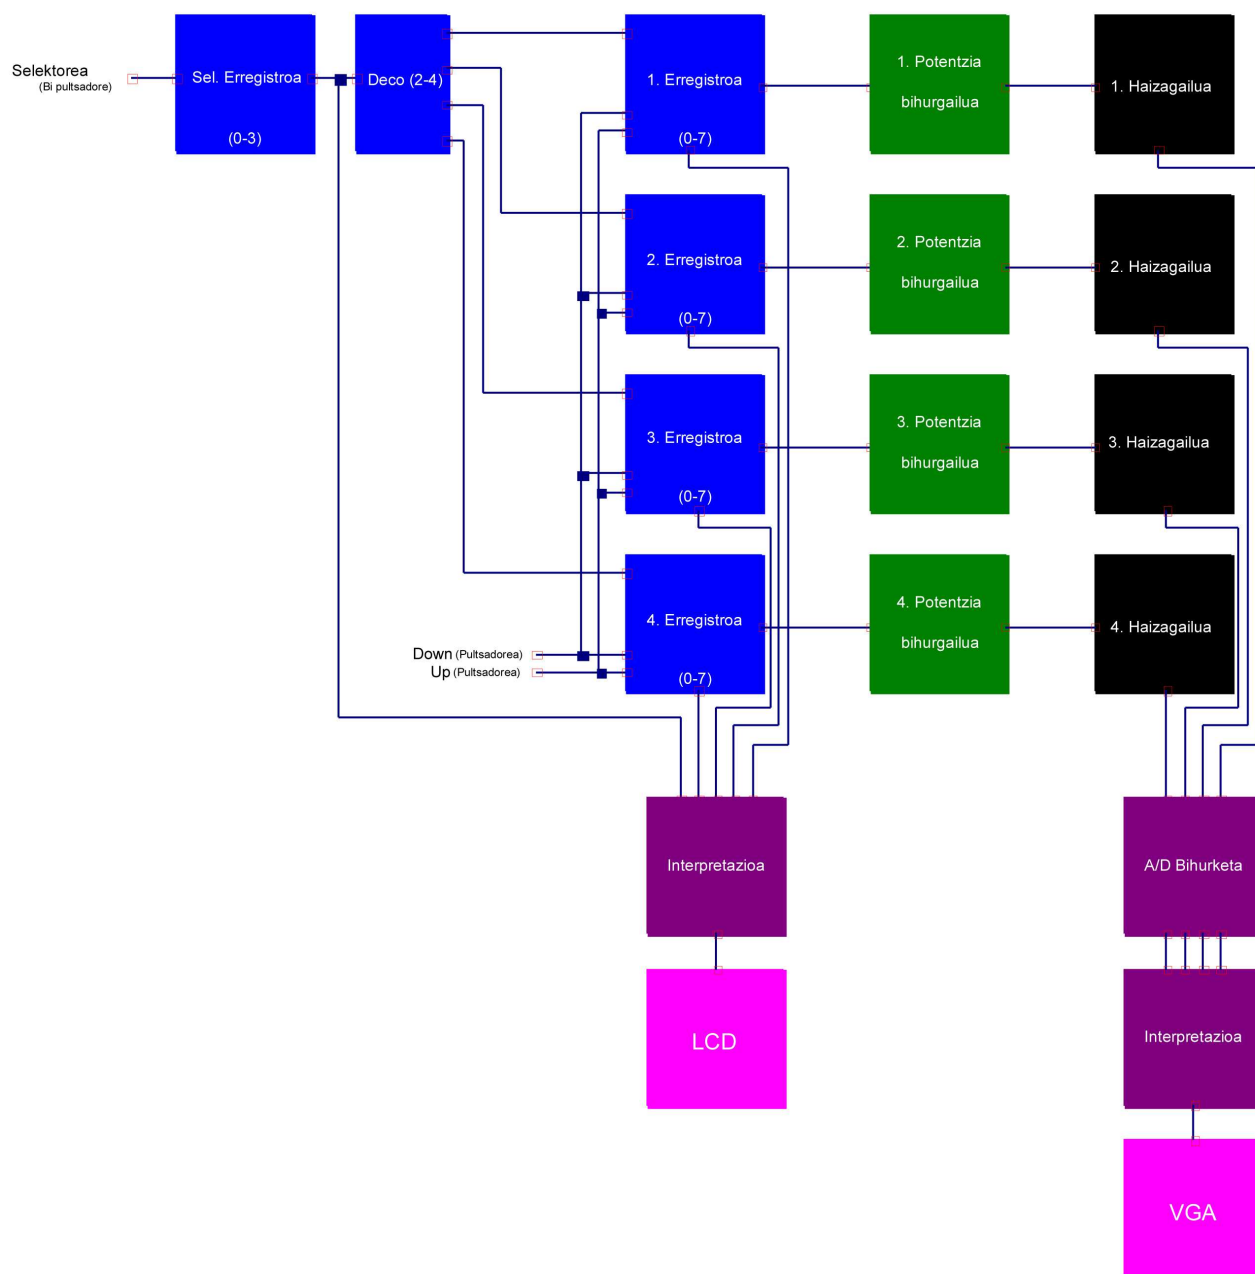 Selektorea
(Bi pultsadore)
Sel. Erregistroa
(0-3)
Deco (2-4)
1. Erregistroa
(0-7)
1. Potentzia
bihurgailua
1. Haizagailua
2. Erregistroa
(0-7)
2. Potentzia
bihurgailua
2. Haizagailua
3. Erregistroa
(0-7)
3. Potentzia
bihurgailua
3. Haizagailua
4. Erregistroa
(0-7)
4. Potentzia
bihurgailua
4. Haizagailua
Down (Pultsadorea)
Up (Pultsadorea)
Interpretazioa
A/D Bihurketa
LCD
Interpretazioa
VGA